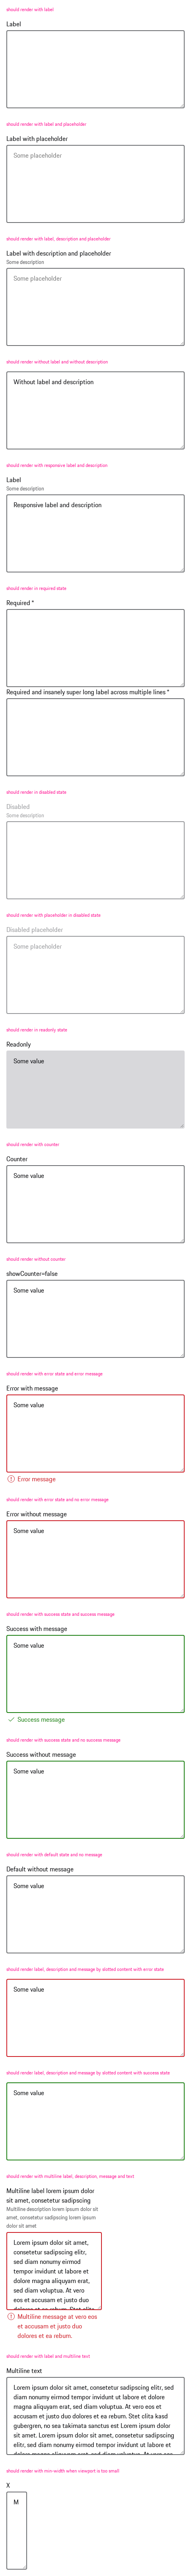 should render with label
Label
should render with label and placeholder
Label with placeholder
Some placeholder
should render with label, description and placeholder
Label with description and placeholder
Some description
Some placeholder
should render without label and without description
Without label and description
should render with responsive label and description
Label
Some description
Responsive label and description
should render in required state
Required *
Required and insanely super long label across multiple lines *
should render in disabled state
Disabled
Some description
should render with placeholder in disabled state
Disabled placeholder
Some placeholder
should render in readonly state
Readonly
Some value
should render with counter
Counter
Some value
should render without counter
showCounter=false
Some value
should render with error state and error message
Error with message
Some value
Error message
should render with error state and no error message
Error without message
Some value
should render with success state and success message
Success with message
Some value
Success message
should render with success state and no success message
Success without message
Some value
should render with default state and no message
Default without message
Some value
should render label, description and message by slotted content with error state
Some value
should render label, description and message by slotted content with success state
Some value
should render with multiline label, description, message and text
Multiline label lorem ipsum dolor
sit amet, consetetur sadipscing
Multiline description lorem ipsum dolor sit
amet, consetetur sadipscing lorem ipsum
dolor sit amet
Lorem ipsum dolor sit amet,
consetetur sadipscing elitr,
sed diam nonumy eirmod
tempor invidunt ut labore et
dolore magna aliquyam erat,
sed diam voluptua. At vero
eos et accusam et justo duo
Multiline message at vero eos
et accusam et justo duo
dolores et ea rebum.
should render with label and multiline text
Multiline text
Lorem ipsum dolor sit amet, consetetur sadipscing elitr, sed
diam nonumy eirmod tempor invidunt ut labore et dolore
magna aliquyam erat, sed diam voluptua. At vero eos et
accusam et justo duo dolores et ea rebum. Stet clita kasd
gubergren, no sea takimata sanctus est Lorem ipsum dolor
sit amet. Lorem ipsum dolor sit amet, consetetur sadipscing
elitr, sed diam nonumy eirmod tempor invidunt ut labore et
dolore magna aliquyam erat, sed diam voluptua. At vero eos
should render with min-width when viewport is too small
X
M